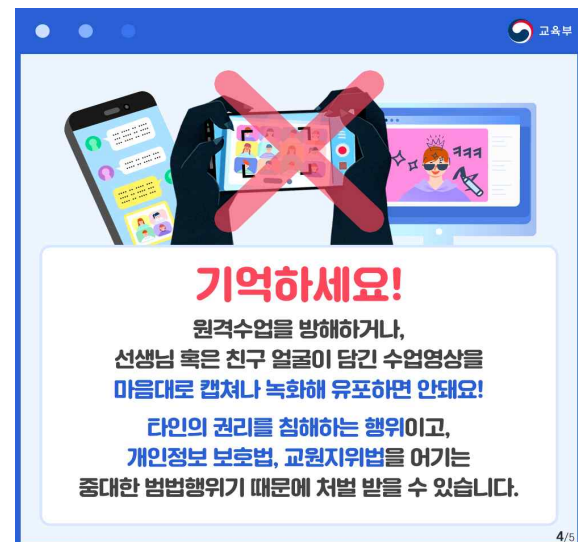 교육부
ㅋㅋㅋ
기억하세요!
원격수업을 방해하거나,
선생님 혹은 친구 얼굴이 담긴 수업영상을
마음대로 캡쳐나 녹화해 유포하면 안돼요!
타인의 권리를 침해하는 행위이고,
개인정보 보호법, 교원지위법을 어기는
중대한 범법행위기 때문에 처벌 받을 수 있습니다.
4/5